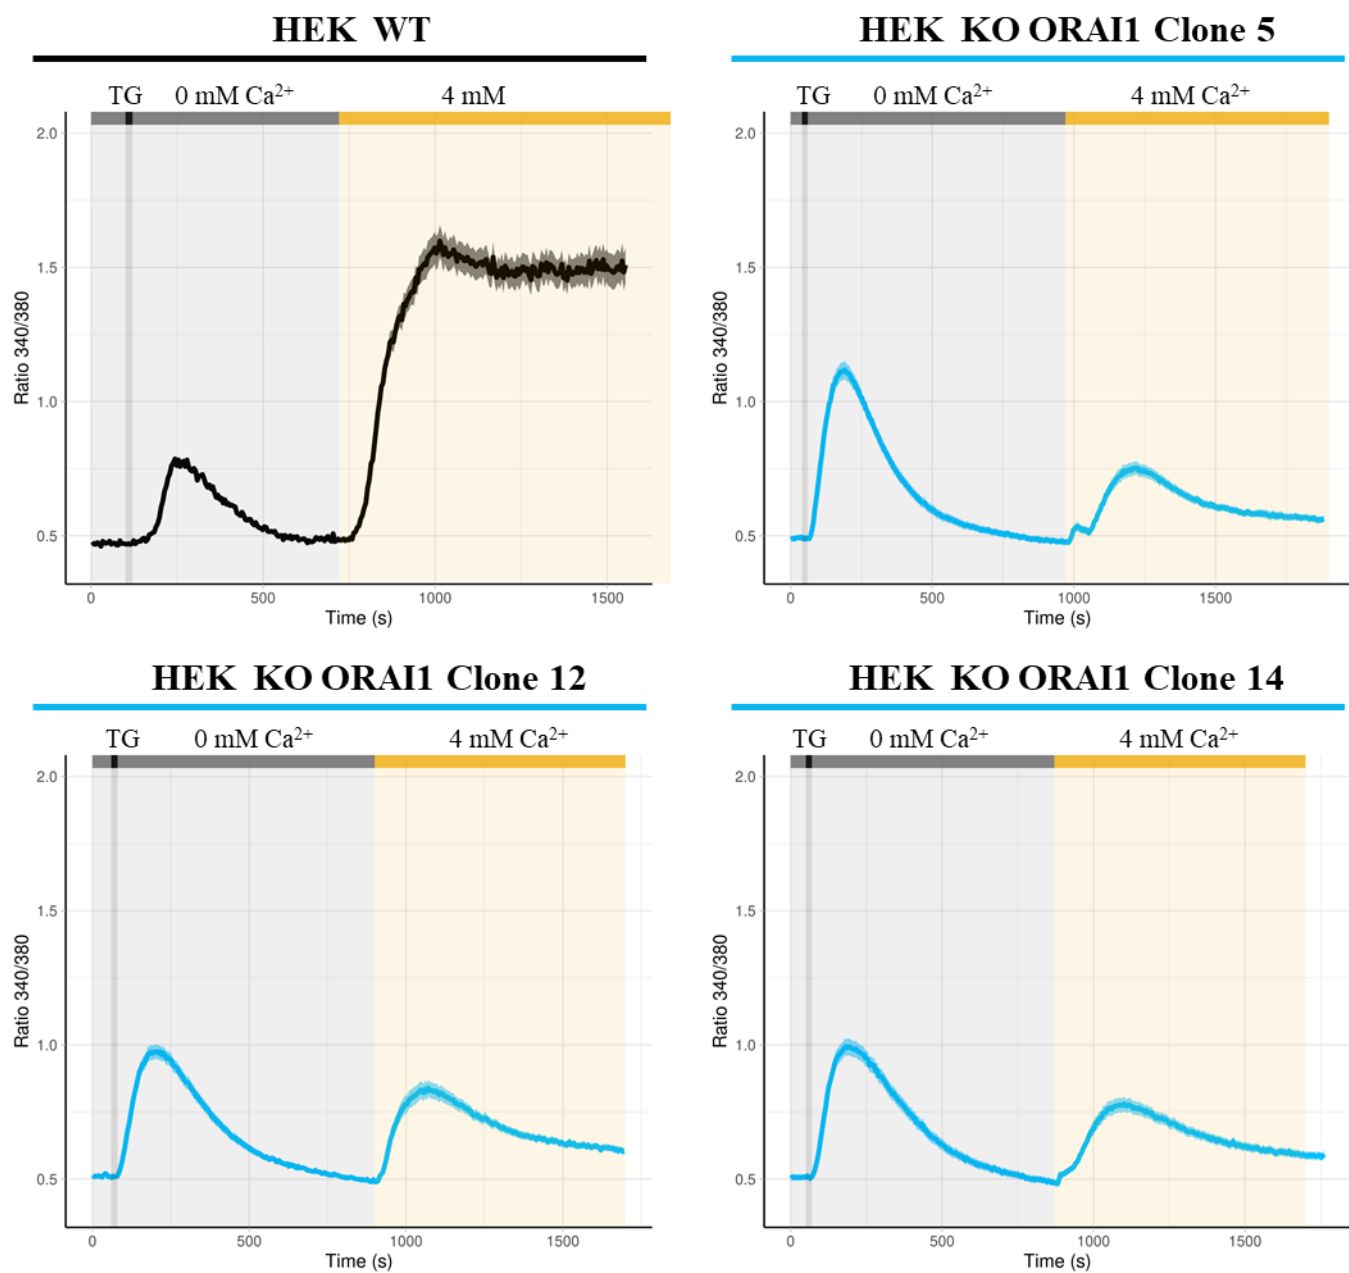 HEK WT
TG 0 mM Ca²⁺ 4 mM
2.0
1.5
1.0
0.5
Ratio 340/380
0 500 1000 1500
Time (s)
HEK KO ORAI1 Clone 5
TG 0 mM Ca²⁺ 4 mM Ca²⁺
2.0
1.5
1.0
0.5
Ratio 340/380
0 500 1000 1500
Time (s)
HEK KO ORAI1 Clone 12
TG 0 mM Ca²⁺ 4 mM Ca²⁺
2.0
1.5
1.0
0.5
Ratio 340/380
0 500 1000 1500
Time (s)
HEK KO ORAI1 Clone 14
TG 0 mM Ca²⁺ 4 mM Ca²⁺
2.0
1.5
1.0
0.5
Ratio 340/380
0 500 1000 1500
Time (s)